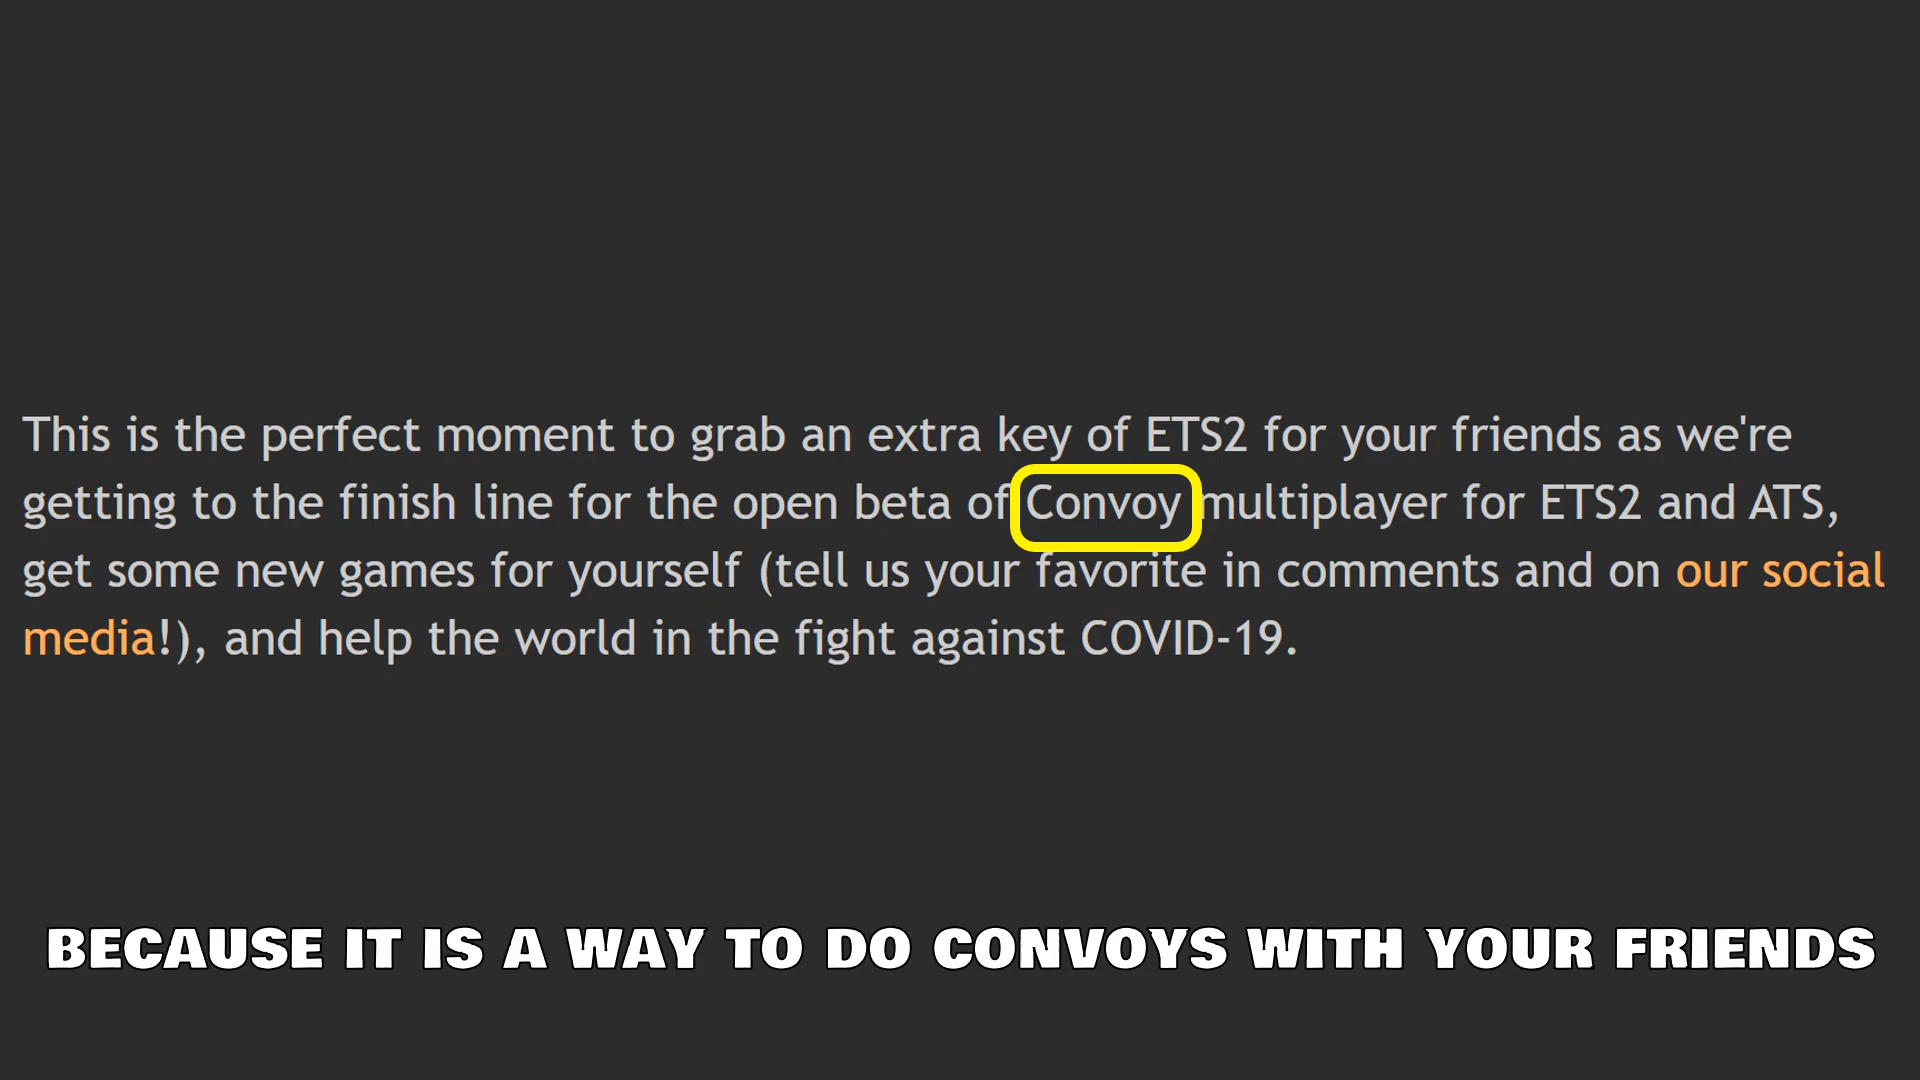 This is the perfect moment to grab an extra key of ETS2 for your friends as we're
getting to the finish line for the open beta of Convoy multiplayer for ETS2 and ATS,
get some new games for yourself (tell us your favorite in comments and on our social
media!), and help the world in the fight against COVID-19.
BECAUSE IT IS A WAY TO DO CONVOYS WITH YOUR FRIENDS